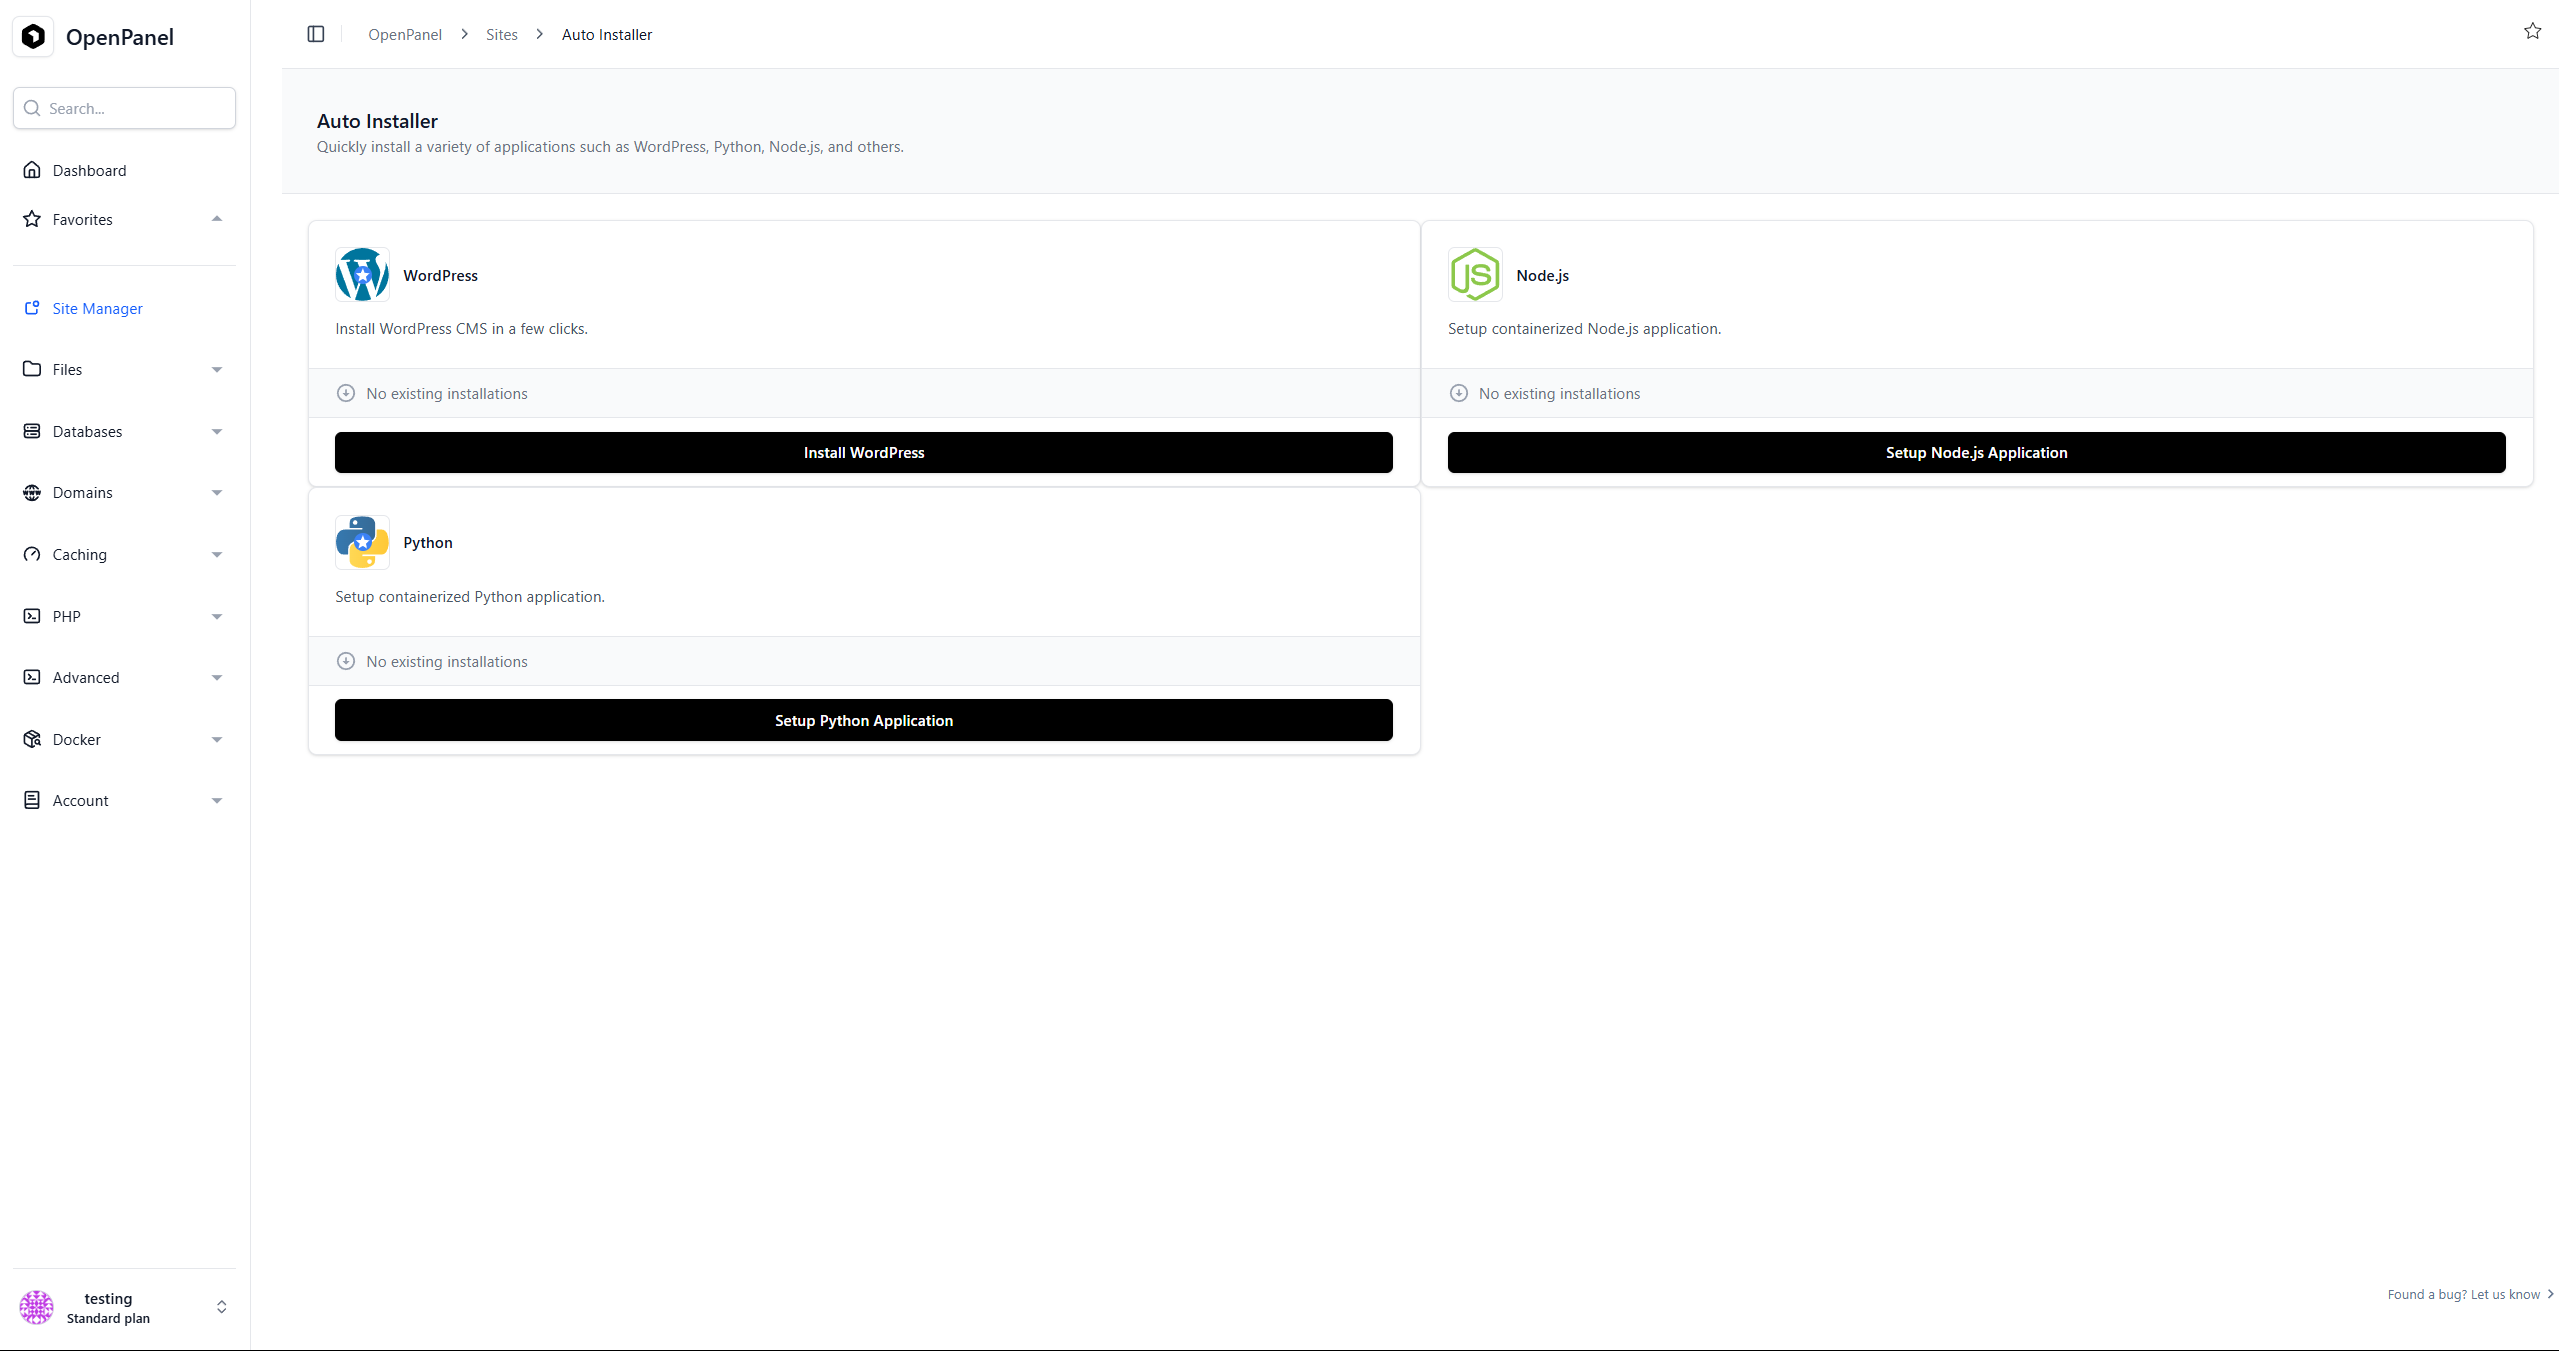 OpenPanel
Search...
Dashboard
Favorites
Site Manager
Files
Databases
Domains
Caching
PHP
Advanced
Docker
Account
testing
Standard plan
OpenPanel > Sites > Auto Installer
Auto Installer
Quickly install a variety of applications such as WordPress, Python, Node.js, and others.
WordPress
Install WordPress CMS in a few clicks.
No existing installations
Install WordPress
JS
Node.js
Setup containerized Node.js application.
No existing installations
Setup Node.js Application
Python
Setup containerized Python application.
No existing installations
Setup Python Application
Found a bug? Let us know >